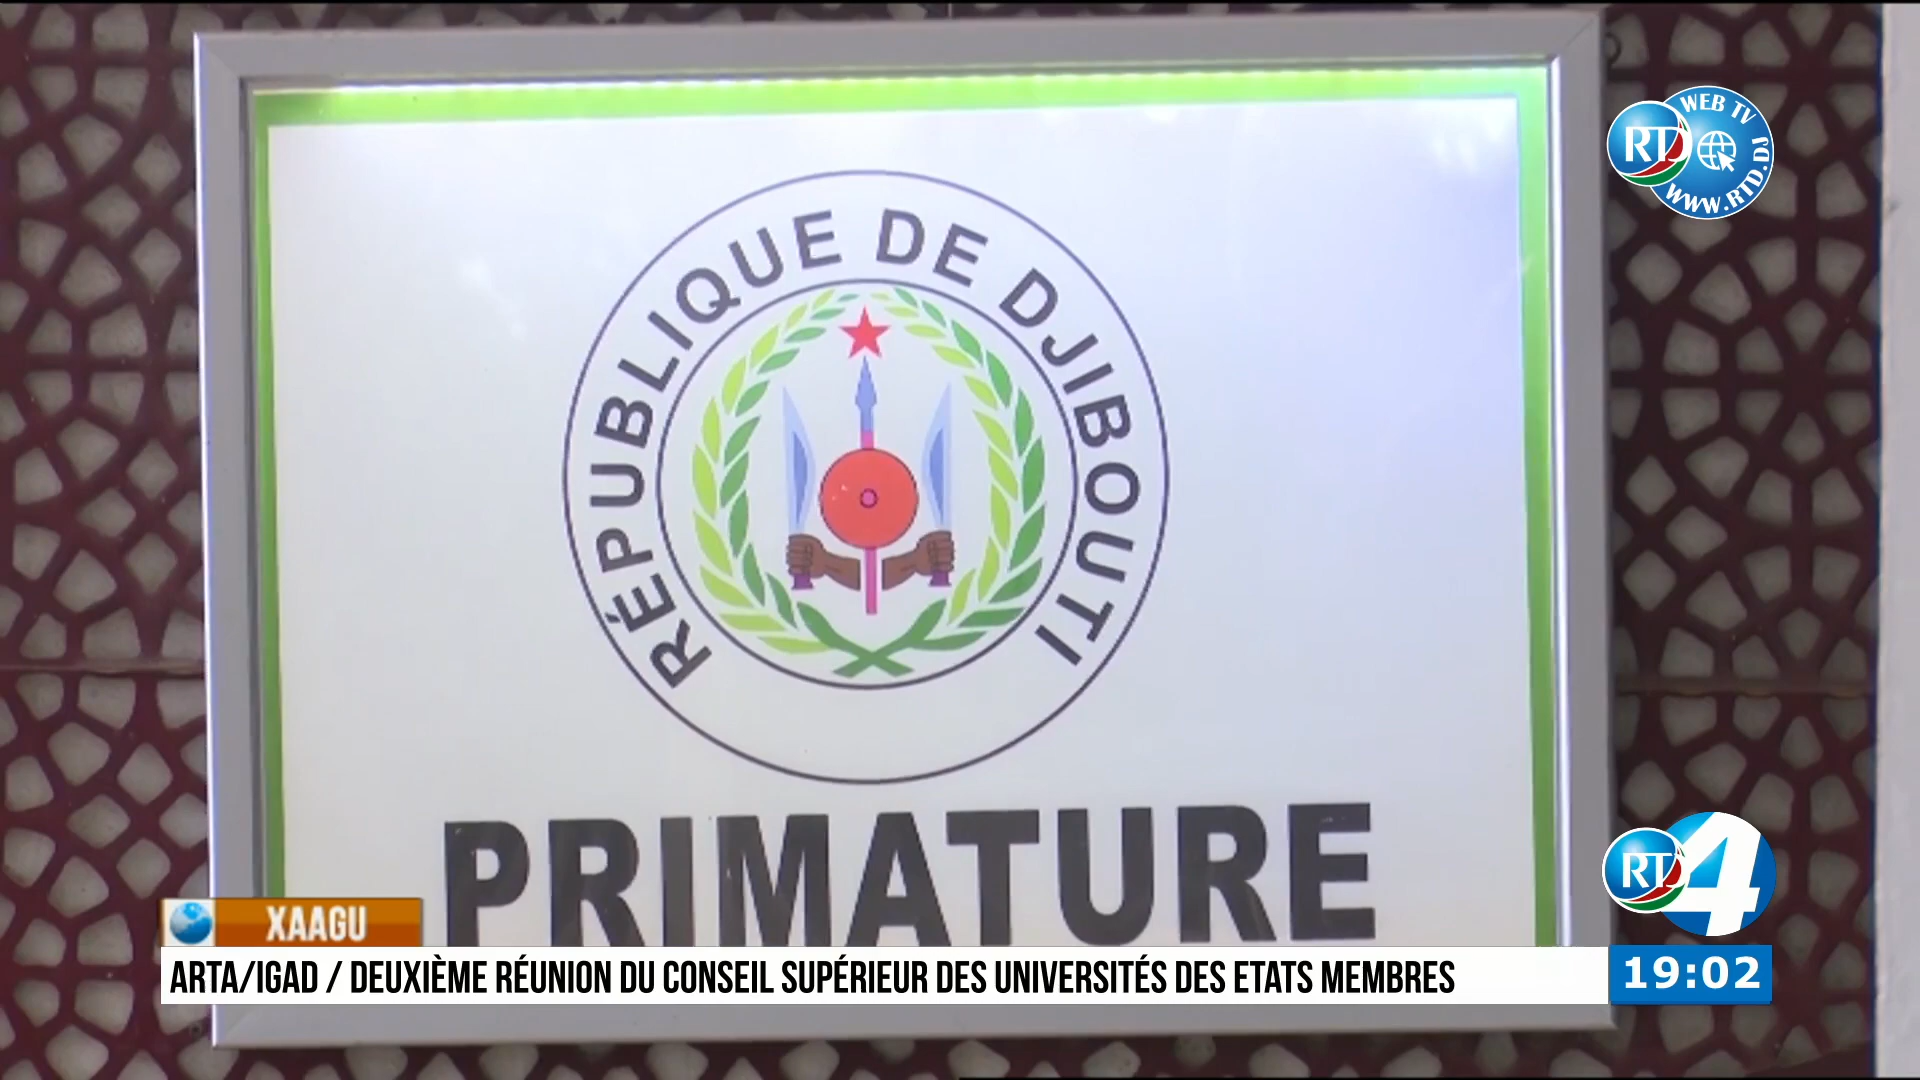 WEB TV
RTD
WWW.RTD.DJ
RÉPUBLIQUE DE DJIBOUTI
PRIMATURE
RTD 4
XAAGU
ARTA/IGAD / DEUXIÈME RÉUNION DU CONSEIL SUPÉRIEUR DES UNIVERSITÉS DES ETATS MEMBRES
19:02